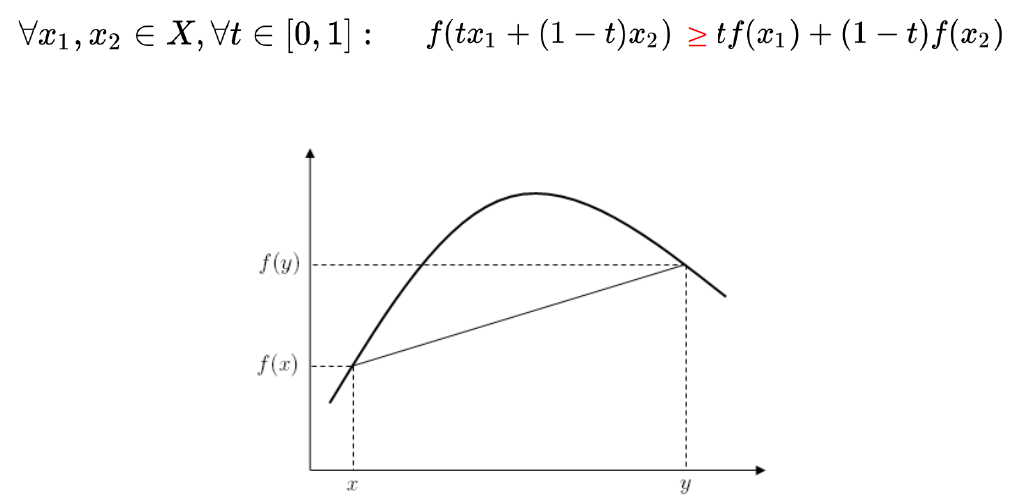 ∀x₁, x₂ ∈ X, ∀t ∈ [0, 1] : f(tx₁ + (1 − t)x₂) ≥ tf(x₁) + (1 − t)f(x₂)
f(y)
f(x)
x y